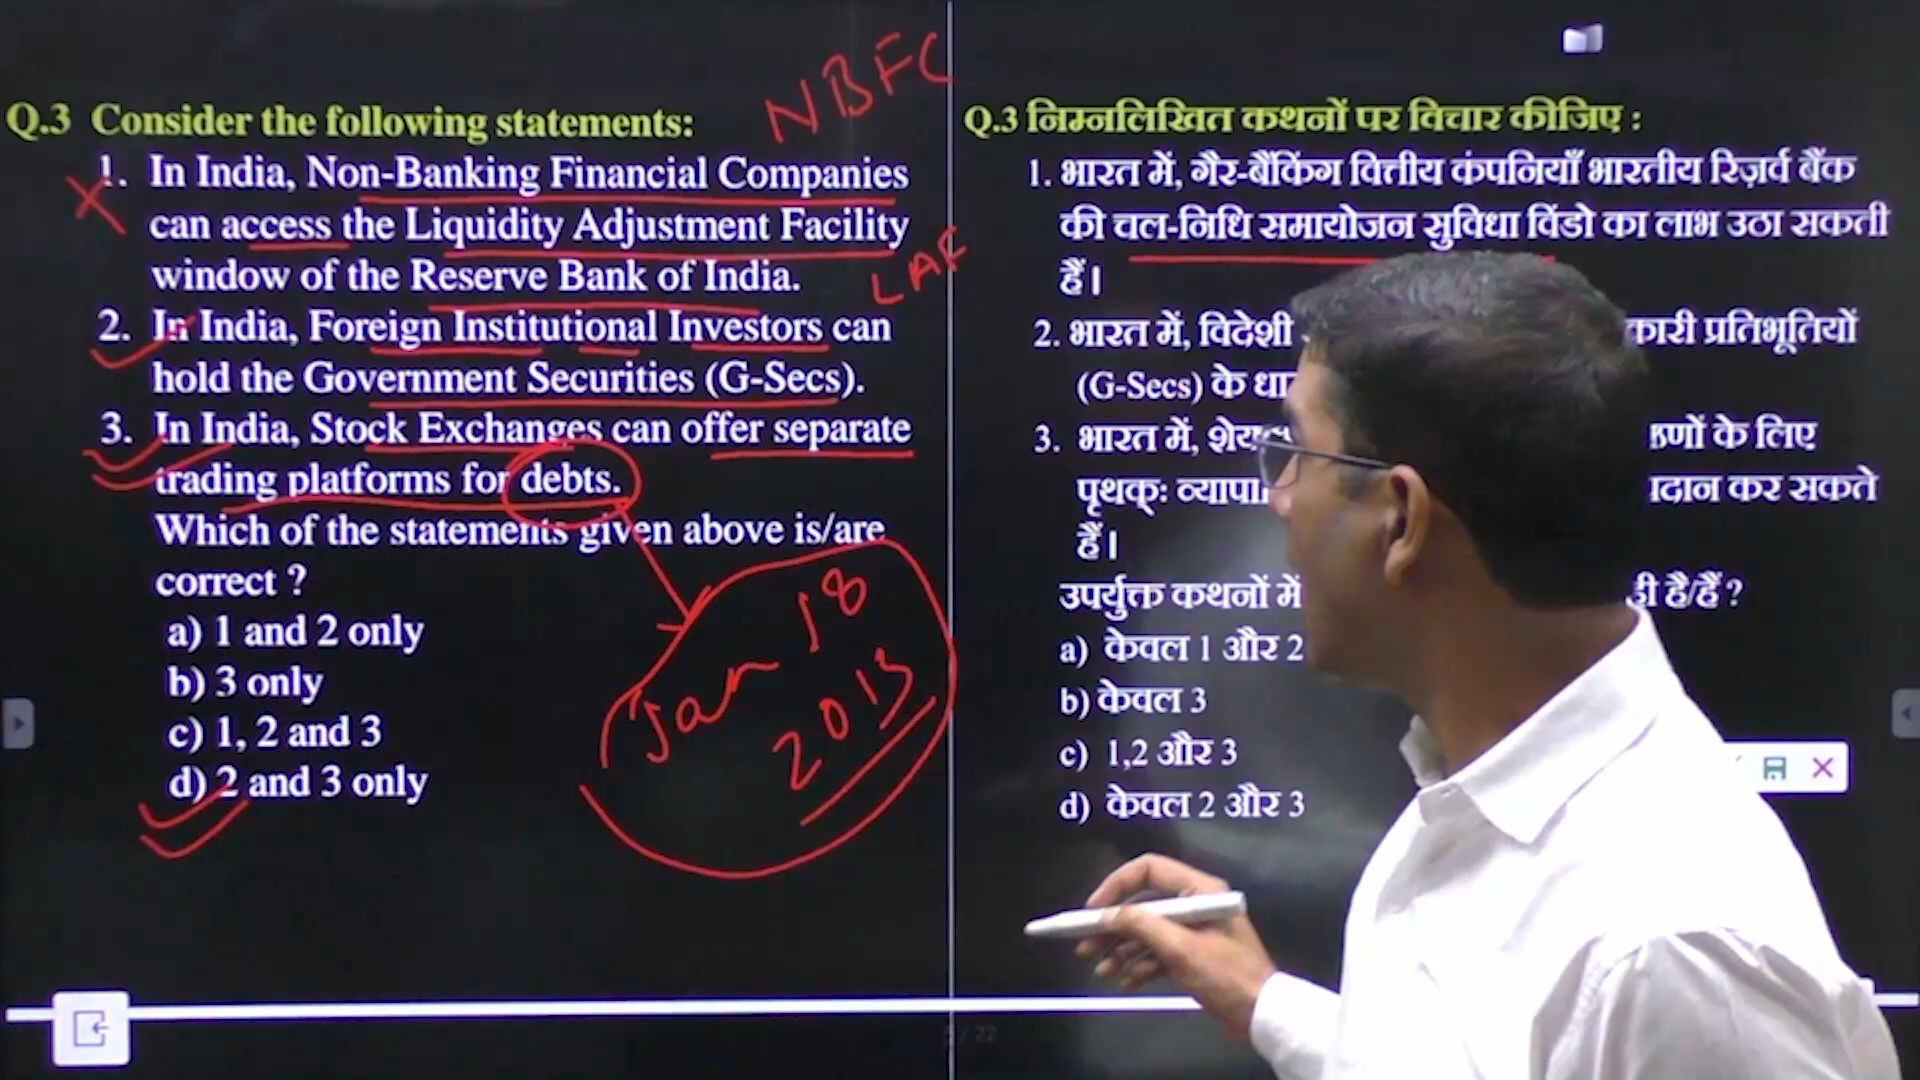 NBFC
Q.3 Consider the following statements:
1. In India, Non-Banking Financial Companies
can access the Liquidity Adjustment Facility
window of the Reserve Bank of India.
LAF
2. In India, Foreign Institutional Investors can
hold the Government Securities (G-Secs).
3. In India, Stock Exchanges can offer separate
trading platforms for debts.
Which of the statements given above is/are
correct ?
a) 1 and 2 only
b) 3 only
c) 1, 2 and 3
d) 2 and 3 only
Jan 18
2013
Q.3 निम्नलिखित कथनों पर विचार कीजिए :
1. भारत में, गैर-बैंकिंग वित्तीय कंपनियाँ भारतीय रिज़र्व बैंक
की चल-निधि समायोजन सुविधा विंडो का लाभ उठा सकती
हैं।
2. भारत में, विदेशी प्रतिभूतियों
(G-Secs) के
3. भारत में, के लिए
पृथक्: कर सकते
हैं।
उपर्युक्त कथनों में है/हैं ?
a) केवल 1 और 2
b) केवल 3
c) 1,2 और 3
d) केवल 2 और 3
/ 22